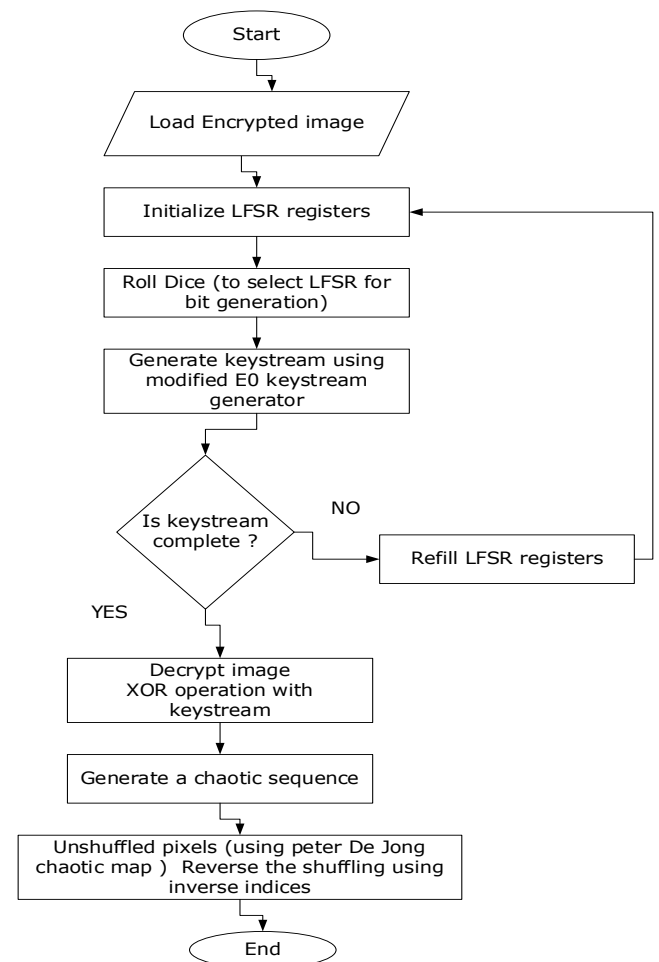 Start
Load Encrypted image
Initialize LFSR registers
Roll Dice (to select LFSR for
bit generation)
Generate keystream using
modified E0 keystream
generator
Is keystream
complete ?
NO
Refill LFSR registers
YES
Decrypt image
XOR operation with
keystream
Generate a chaotic sequence
Unshuffled pixels (using peter De Jong
chaotic map ) Reverse the shuffling using
inverse indices
End